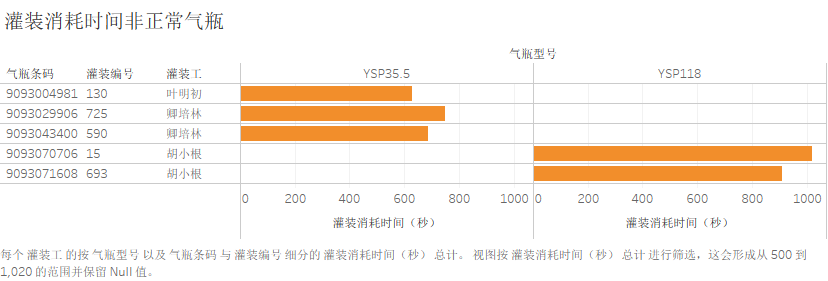 灌装消耗时间非正常气瓶
气瓶型号
气瓶条码 灌装编号 灌装工 YSP35.5 YSP118
9093004981 130 叶明初
9093029906 725 卿培林
9093043400 590 卿培林
9093070706 15 胡小根
9093071608 693 胡小根
0 200 400 600 800 1000 0 200 400 600 800 1000
灌装消耗时间（秒） 灌装消耗时间（秒）
每个 灌装工 的按 气瓶型号 以及 气瓶条码 与 灌装编号 细分的 灌装消耗时间（秒） 总计。 视图按 灌装消耗时间（秒） 总计 进行筛选，这会形成从 500 到
1,020 的范围并保留 Null 值。